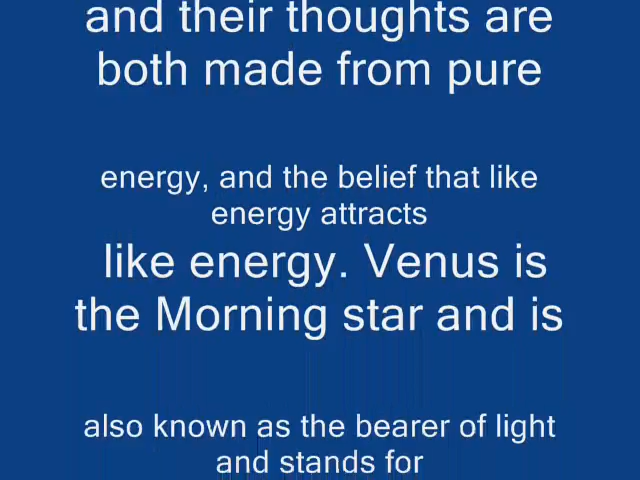 and their thoughts are
both made from pure
energy, and the belief that like
energy attracts
like energy. Venus is
the Morning star and is
also known as the bearer of light
and stands for